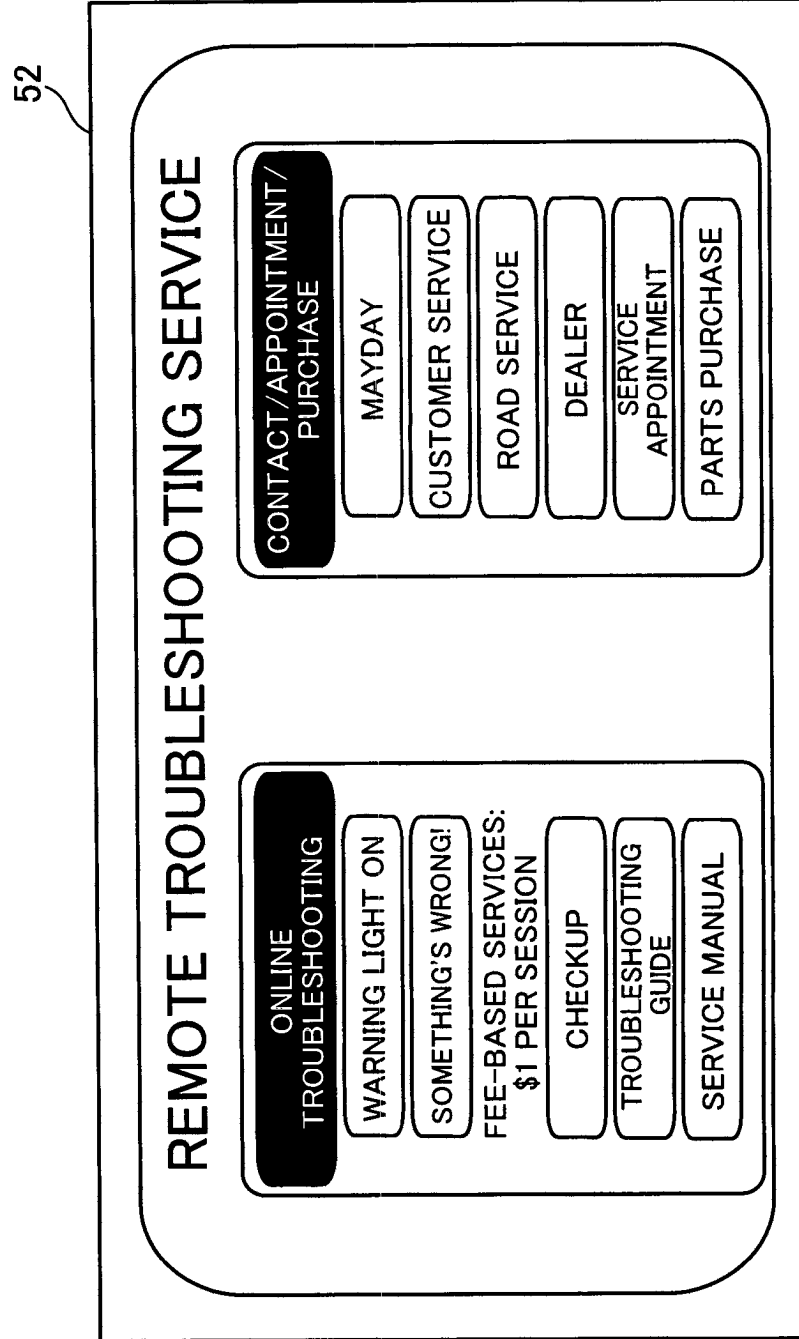 52
REMOTE TROUBLESHOOTING SERVICE
ONLINE
TROUBLESHOOTING
WARNING LIGHT ON
SOMETHING'S WRONG!
FEE-BASED SERVICES:
$1 PER SESSION
CHECKUP
TROUBLESHOOTING
GUIDE
SERVICE MANUAL
CONTACT/APPOINTMENT/
PURCHASE
MAYDAY
CUSTOMER SERVICE
ROAD SERVICE
DEALER
SERVICE
APPOINTMENT
PARTS PURCHASE